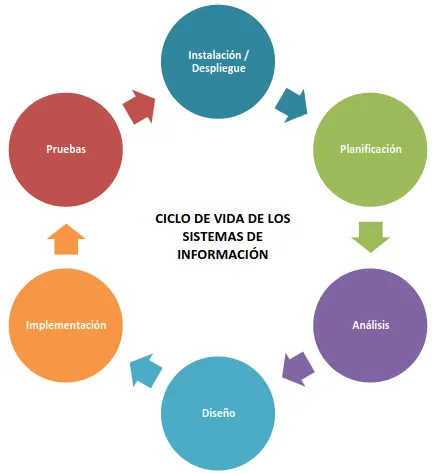 Instalación /
Despliegue
Planificación
Análisis
Diseño
Implementación
Pruebas
CICLO DE VIDA DE LOS
SISTEMAS DE
INFORMACIÓN